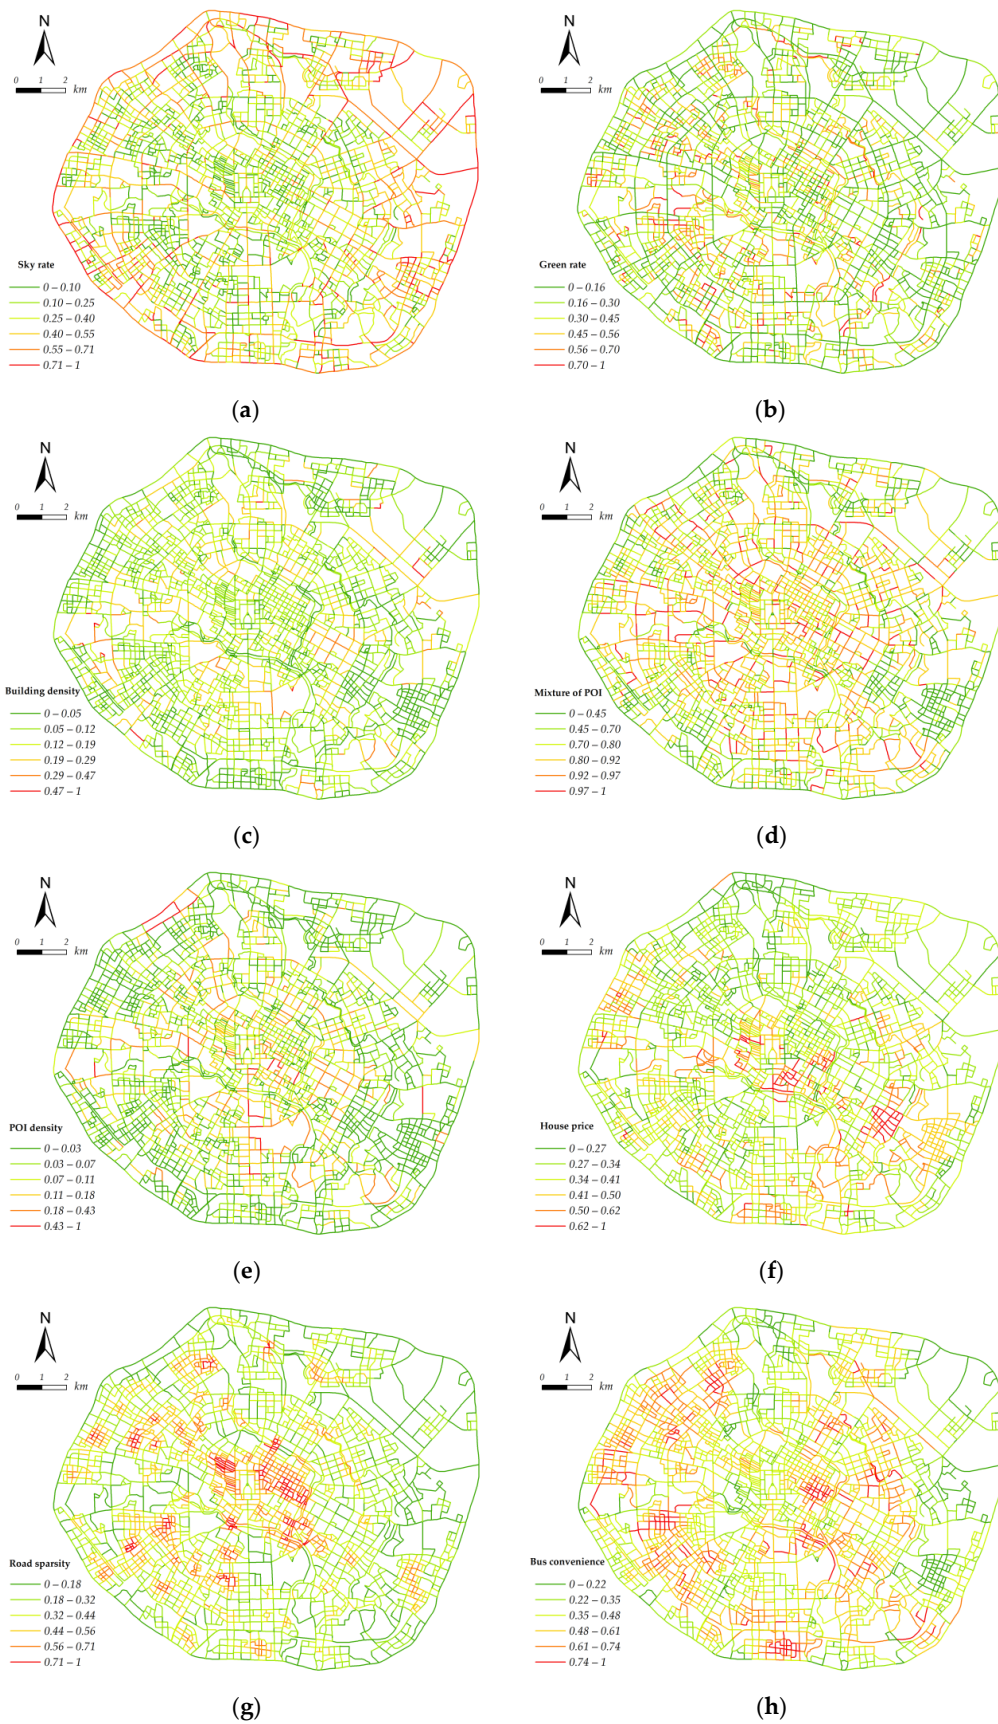 N
N
0 1 2
km
0 1 2
km
Sky rate
0 – 0.10
0.10 – 0.25
0.25 – 0.40
0.40 – 0.55
0.55 – 0.71
0.71 – 1
Green rate
0 – 0.16
0.16 – 0.30
0.30 – 0.45
0.45 – 0.56
0.56 – 0.70
0.70 – 1
(a)
(b)
N
N
0 1 2
km
0 1 2
km
Building density
0 – 0.05
0.05 – 0.12
0.12 – 0.19
0.19 – 0.29
0.29 – 0.47
0.47 – 1
Mixture of POI
0 – 0.45
0.45 – 0.70
0.70 – 0.80
0.80 – 0.92
0.92 – 0.97
0.97 – 1
(c)
(d)
N
N
0 1 2
km
0 1 2
km
POI density
0 – 0.03
0.03 – 0.07
0.07 – 0.11
0.11 – 0.18
0.18 – 0.43
0.43 – 1
House price
0 – 0.27
0.27 – 0.34
0.34 – 0.41
0.41 – 0.50
0.50 – 0.62
0.62 – 1
(e)
(f)
N
N
0 1 2
km
0 1 2
km
Road sparsity
0 – 0.18
0.18 – 0.32
0.32 – 0.44
0.44 – 0.56
0.56 – 0.71
0.71 – 1
Bus convenience
0 – 0.22
0.22 – 0.35
0.35 – 0.48
0.48 – 0.61
0.61 – 0.74
0.74 – 1
(g)
(h)